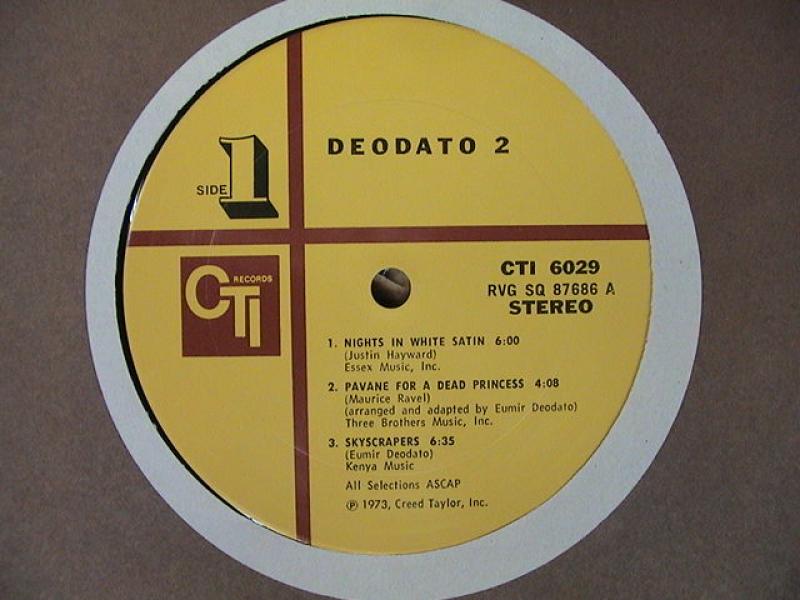 DEODATO 2
SIDE 1
CTI RECORDS
CTI 6029
RVG SQ 87686 A
STEREO
1. NIGHTS IN WHITE SATIN 6:00
(Justin Hayward)
Essex Music, Inc.
2. PAVANE FOR A DEAD PRINCESS 4:08
(Maurice Ravel)
(arranged and adapted by Eumir Deodato)
Three Brothers Music, Inc.
3. SKYSCRAPERS 6:35
(Eumir Deodato)
Kenya Music
All Selections ASCAP
℗ 1973, Creed Taylor, Inc.